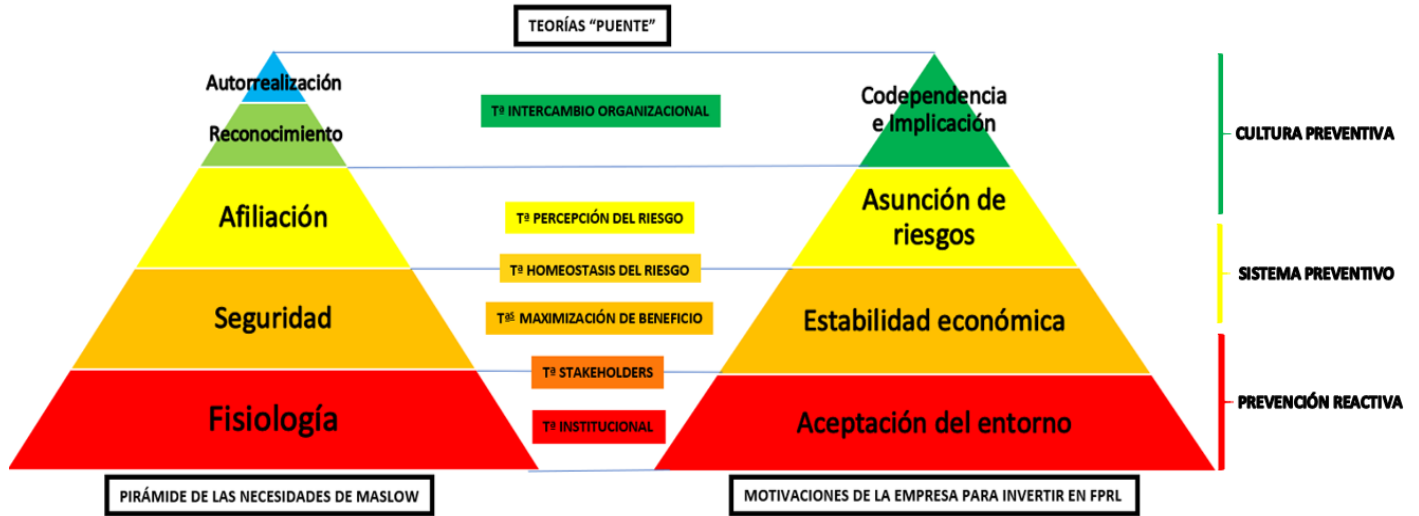 TEORÍAS “PUENTE”
Autorrealización
Reconocimiento
Afiliación
Seguridad
Fisiología
PIRÁMIDE DE LAS NECESIDADES DE MASLOW
Tª INTERCAMBIO ORGANIZACIONAL
Tª PERCEPCIÓN DEL RIESGO
Tª HOMEOSTASIS DEL RIESGO
Tªˢ MAXIMIZACIÓN DE BENEFICIO
Tª STAKEHOLDERS
Tª INSTITUCIONAL
Codependencia
e Implicación
Asunción de
riesgos
Estabilidad económica
Aceptación del entorno
MOTIVACIONES DE LA EMPRESA PARA INVERTIR EN FPRL
CULTURA PREVENTIVA
SISTEMA PREVENTIVO
PREVENCIÓN REACTIVA